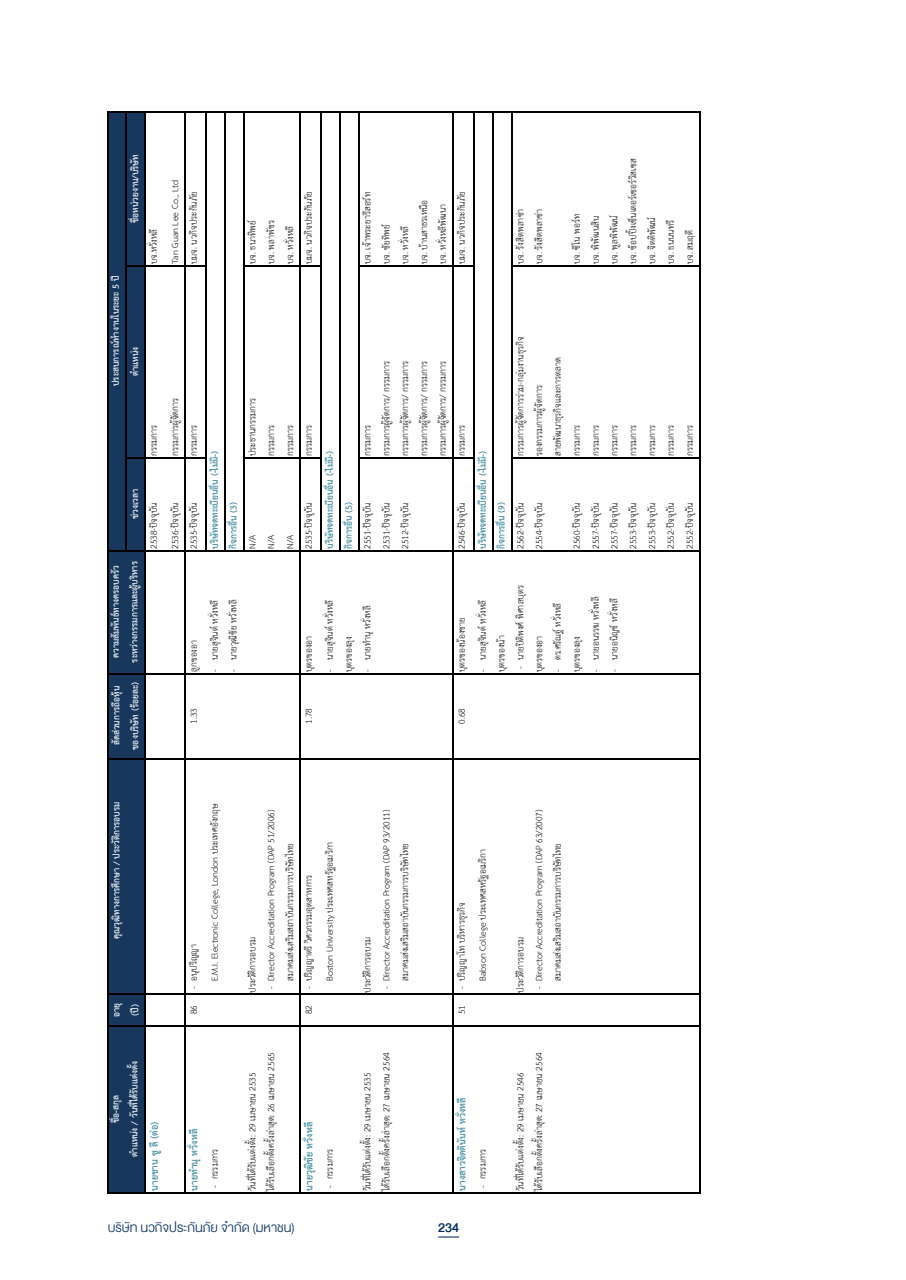 ชื่อ-สกุล
ตำแหน่ง / วันที่ได้รับแต่งตั้ง
อายุ
(ปี)
คุณวุฒิทางการศึกษา / ประวัติการอบรม
สัดส่วนการถือหุ้น
ของบริษัท (ร้อยละ)
ความสัมพันธ์ทางครอบครัว
ระหว่างกรรมการและผู้บริหาร
ประสบการณ์ทำงานในระยะ 5 ปี
ช่วงเวลา
ตำแหน่ง
ชื่อหน่วยงาน/บริษัท
นายซาน ซู ลี (ต่อ)
2538-ปัจจุบัน กรรมการ บจ.หวั่งหลี
2536-ปัจจุบัน กรรมการผู้จัดการ Tan Guan Lee Co., Ltd
นายทำนุ หวั่งหลี
- กรรมการ
วันที่ได้รับแต่งตั้ง: 29 เมษายน 2535
ได้รับเลือกตั้งครั้งล่าสุด: 26 เมษายน 2565
86
- อนุปริญญา
E.M.I. Electronic College, London ประเทศอังกฤษ
ประวัติการอบรม
- Director Accreditation Program (DAP 51/2006)
สมาคมส่งเสริมสถาบันกรรมการบริษัทไทย
1.33
ลูกของอา
- นายสุจินต์ หวั่งหลี
- นายวุฒิชัย หวั่งหลี
2535-ปัจจุบัน กรรมการ บมจ. นวกิจประกันภัย
บริษัทจดทะเบียนอื่น (-ไม่มี-)
กิจการอื่น (3)
N/A ประธานกรรมการ บจ. ธนาทิพย์
N/A กรรมการ บจ. พลาพัชร
N/A กรรมการ บจ. หวั่งหลี
นายวุฒิชัย หวั่งหลี
- กรรมการ
วันที่ได้รับแต่งตั้ง: 29 เมษายน 2535
ได้รับเลือกตั้งครั้งล่าสุด: 27 เมษายน 2564
82
- ปริญญาตรี วิศวกรรมอุตสาหการ
Boston University ประเทศสหรัฐอเมริกา
ประวัติการอบรม
- Director Accreditation Program (DAP 93/2011)
สมาคมส่งเสริมสถาบันกรรมการบริษัทไทย
1.78
บุตรของอา
- นายสุจินต์ หวั่งหลี
บุตรของลุง
- นายทำนุ หวั่งหลี
2535-ปัจจุบัน กรรมการ บมจ. นวกิจประกันภัย
บริษัทจดทะเบียนอื่น (-ไม่มี-)
กิจการอื่น (5)
2551-ปัจจุบัน กรรมการ บจ. เจ้าพระยารีสอร์ท
2531-ปัจจุบัน กรรมการผู้จัดการ/ กรรมการ บจ. ชัยทิพย์
2512-ปัจจุบัน กรรมการผู้จัดการ/ กรรมการ บจ. หวั่งหลี
กรรมการผู้จัดการ/ กรรมการ บจ. บ้านสาธรเหนือ
กรรมการผู้จัดการ/ กรรมการ บจ. หวั่งหลีพัฒนา
นางสาวจิตตินันท์ หวั่งหลี
- กรรมการ
วันที่ได้รับแต่งตั้ง: 29 เมษายน 2546
ได้รับเลือกตั้งครั้งล่าสุด: 27 เมษายน 2564
51
- ปริญญาโท บริหารธุรกิจ
Babson College ประเทศสหรัฐอเมริกา
ประวัติการอบรม
- Director Accreditation Program (DAP 63/2007)
สมาคมส่งเสริมสถาบันกรรมการบริษัทไทย
0.68
บุตรของน้องชาย
- นายสุจินต์ หวั่งหลี
บุตรของน้า
- นายปิติพงศ์ พิศาลบุตร
บุตรของอา
- ดร.ศรัณฐ์ หวั่งหลี
บุตรของลุง
- นายอนรรฆ หวั่งหลี
- นายอนิญช์ หวั่งหลี
2546-ปัจจุบัน กรรมการ บมจ. นวกิจประกันภัย
บริษัทจดทะเบียนอื่น (-ไม่มี-)
กิจการอื่น (9)
2562-ปัจจุบัน กรรมการผู้จัดการร่วม-กลุ่มงานธุรกิจ บจ. รังสิตพลาซ่า
2554-ปัจจุบัน รองกรรมการผู้จัดการ บจ. รังสิตพลาซ่า
สายพัฒนาธุรกิจและการตลาด
2560-ปัจจุบัน กรรมการ บจ. ชิโน พอร์ท
2557-ปัจจุบัน กรรมการ บจ. พิพัฒนสิน
2557-ปัจจุบัน กรรมการ บจ. พูลพิพัฒน์
2553-ปัจจุบัน กรรมการ บจ. ช้อปปิ้งเซ็นเตอร์เซอร์วิสเซส
2553-ปัจจุบัน กรรมการ บจ. จิตติพัฒน์
2552-ปัจจุบัน กรรมการ บจ. ธนนนทรี
2552-ปัจจุบัน กรรมการ บจ. สมฤดี
บริษัท นวกิจประกันภัย จำกัด (มหาชน)
234